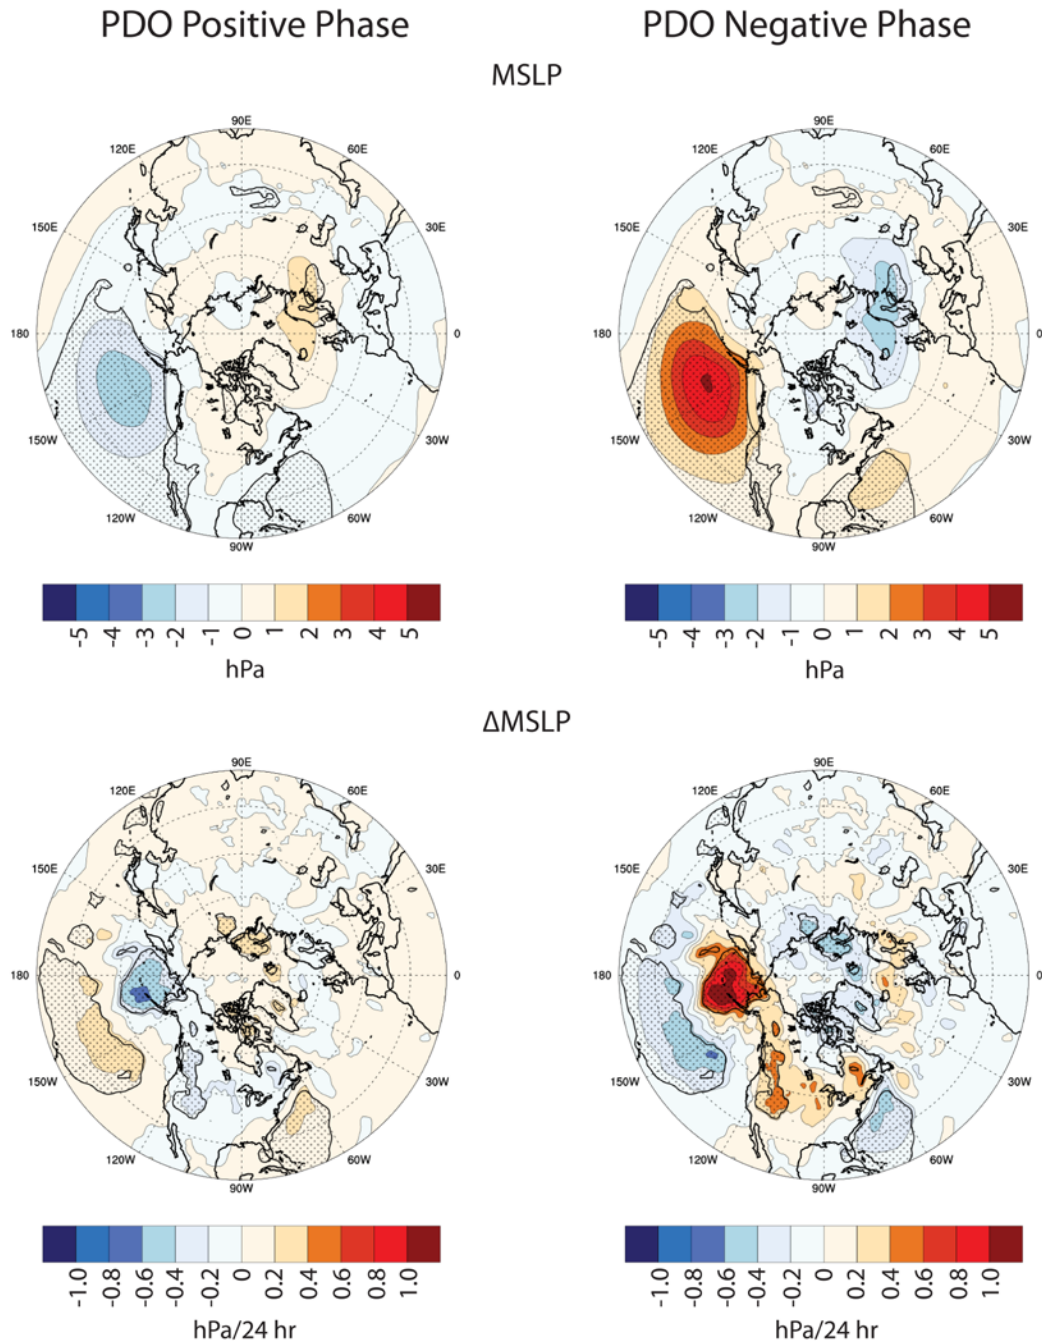 PDO Positive Phase
PDO Negative Phase
MSLP
90E
120E
60E
150E
30E
180
0
150W
30W
120W
60W
90W
90E
120E
60E
150E
30E
180
0
150W
30W
120W
60W
90W
-5 -4 -3 -2 -1 0 1 2 3 4 5
hPa
-5 -4 -3 -2 -1 0 1 2 3 4 5
hPa
ΔMSLP
90E
120E
60E
150E
30E
180
0
150W
30W
120W
60W
90W
90E
120E
60E
150E
30E
180
0
150W
30W
120W
60W
90W
-1.0 -0.8 -0.6 -0.4 -0.2 0 0.2 0.4 0.6 0.8 1.0
hPa/24 hr
-1.0 -0.8 -0.6 -0.4 -0.2 0 0.2 0.4 0.6 0.8 1.0
hPa/24 hr